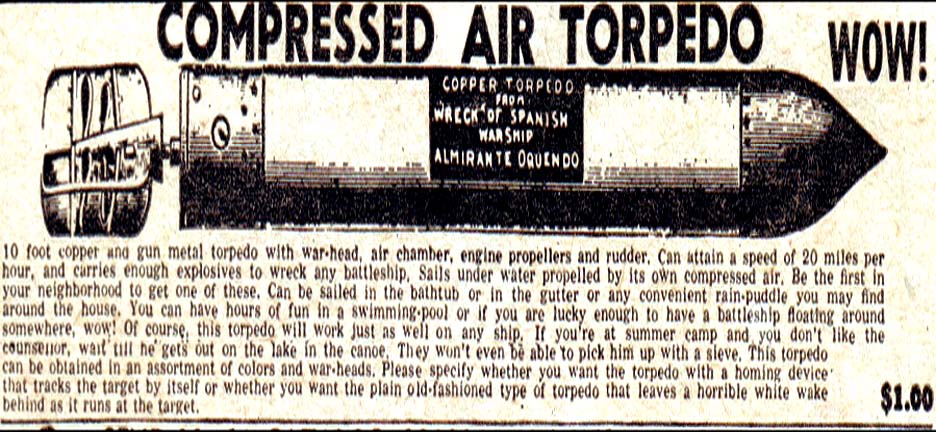 COMPRESSED AIR TORPEDO
WOW!
COPPER TORPEDO
FROM
WRECK OF SPANISH
WARSHIP
ALMIRANTE OQUENDO
10 foot copper and gun metal torpedo with war-head, air chamber, engine propellers and rudder. Can attain a speed of 20 miles per
hour, and carries enough explosives to wreck any battleship. Sails under water propelled by its own compressed air. Be the first in
your neighborhood to get one of these. Can be sailed in the bathtub or in the gutter or any convenient rain-puddle you may find
around the house. You can have hours of fun in a swimming-pool or if you are lucky enough to have a battleship floating around
somewhere, wow! Of course, this torpedo will work just as well on any ship. If you're at summer camp and you don't like the
counsellor, wait 'till he gets out on the lake in the canoe. They won't even be able to pick him up with a sieve. This torpedo
can be obtained in an assortment of colors and war-heads. Please specify whether you want the torpedo with a homing device
that tracks the target by itself or whether you want the plain old-fashioned type of torpedo that leaves a horrible white wake
behind as it runs at the target.
$1.00